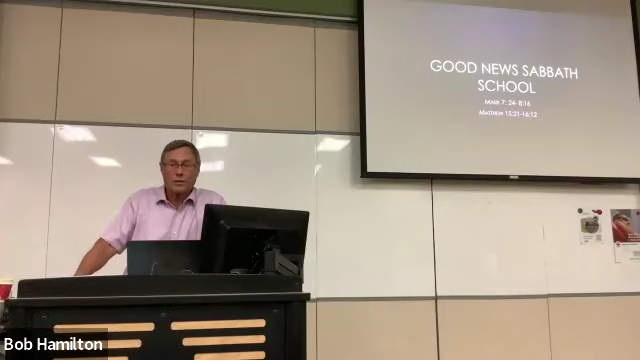 GOOD NEWS SABBATH
SCHOOL
MARK 7: 24- 8:16
MATTHEW 15:21-16:12
Bob Hamilton